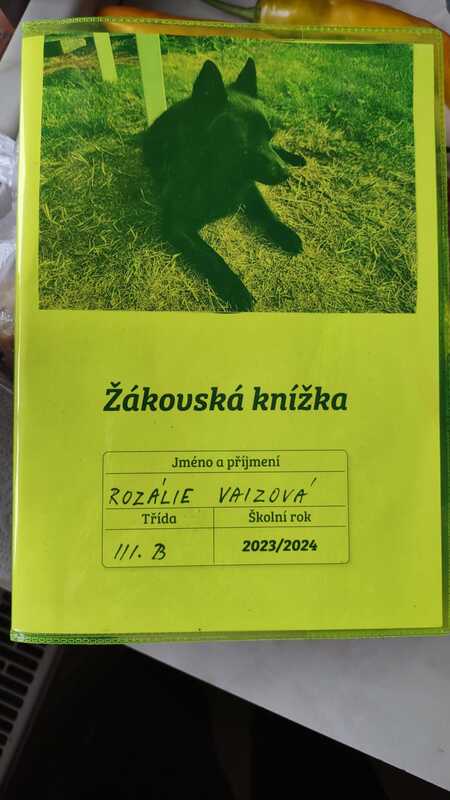 Žákovská knížka
Jméno a příjmení
ROZÁLIE VAIZOVÁ
Třída Školní rok
III. B 2023/2024